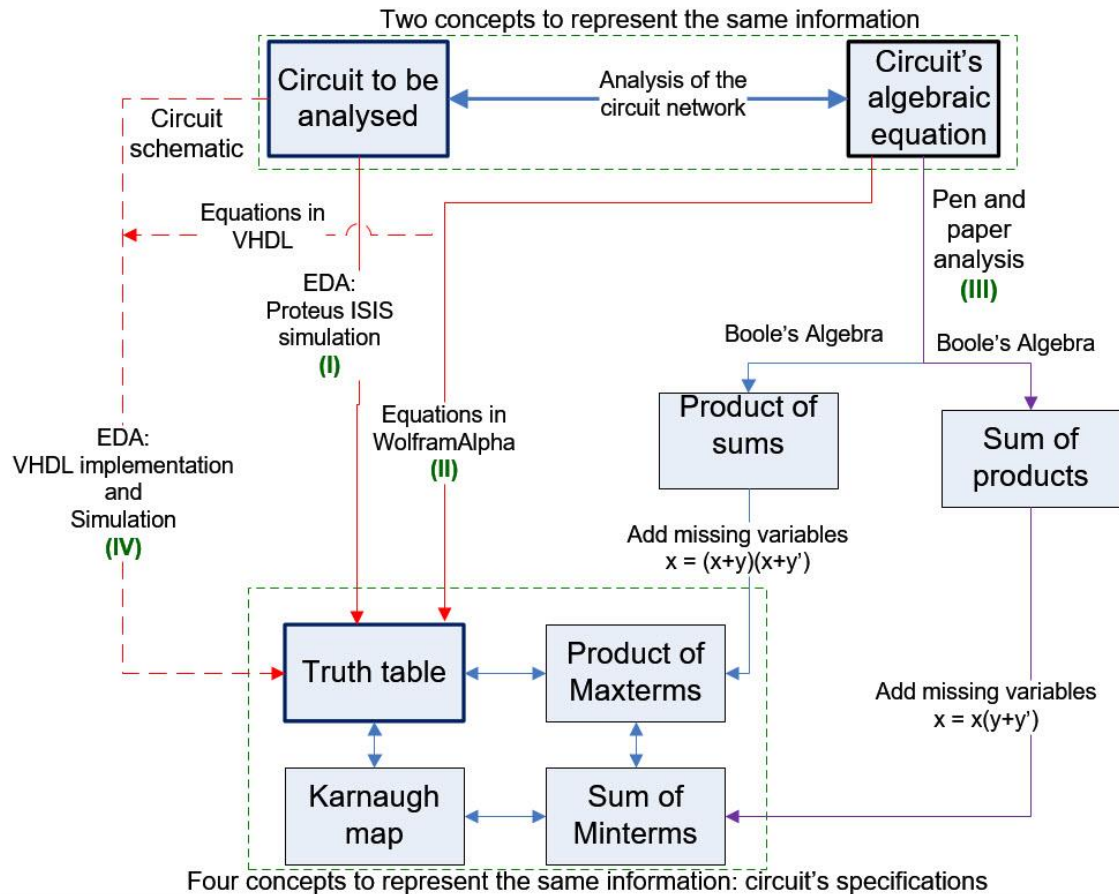 Two concepts to represent the same information
Circuit to be
analysed
Analysis of the
circuit network
Circuit's
algebraic
equation
Circuit
schematic
Equations in
VHDL
Pen and
paper
analysis
(III)
EDA:
Proteus ISIS
simulation
(I)
Boole's Algebra
Boole's Algebra
Product of
sums
Sum of
products
Equations in
WolframAlpha
(II)
EDA:
VHDL implementation
and
Simulation
(IV)
Add missing variables
x = (x+y)(x+y')
Truth table
Product of
Maxterms
Add missing variables
x = x(y+y')
Karnaugh
map
Sum of
Minterms
Four concepts to represent the same information: circuit's specifications